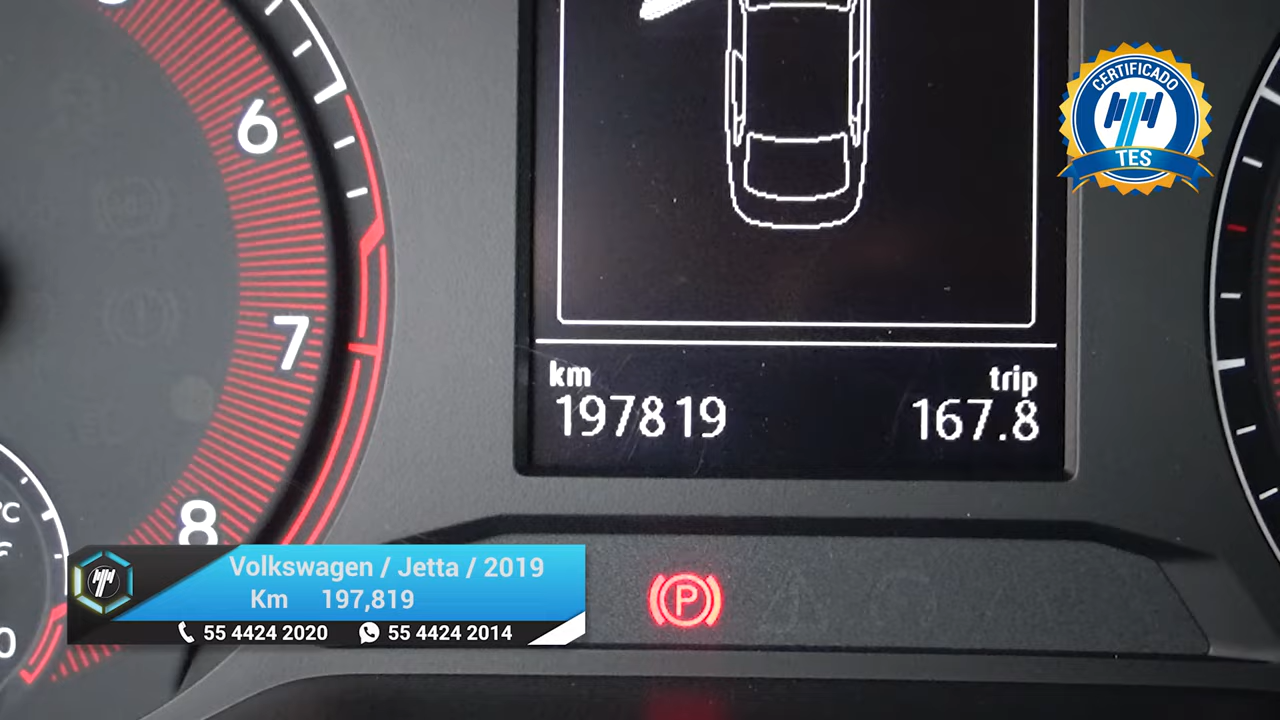 CERTIFICADO
TES
6
7
8
°C
0
km
trip
197819
167.8
P
Volkswagen / Jetta / 2019
Km 197,819
55 4424 2020 55 4424 2014